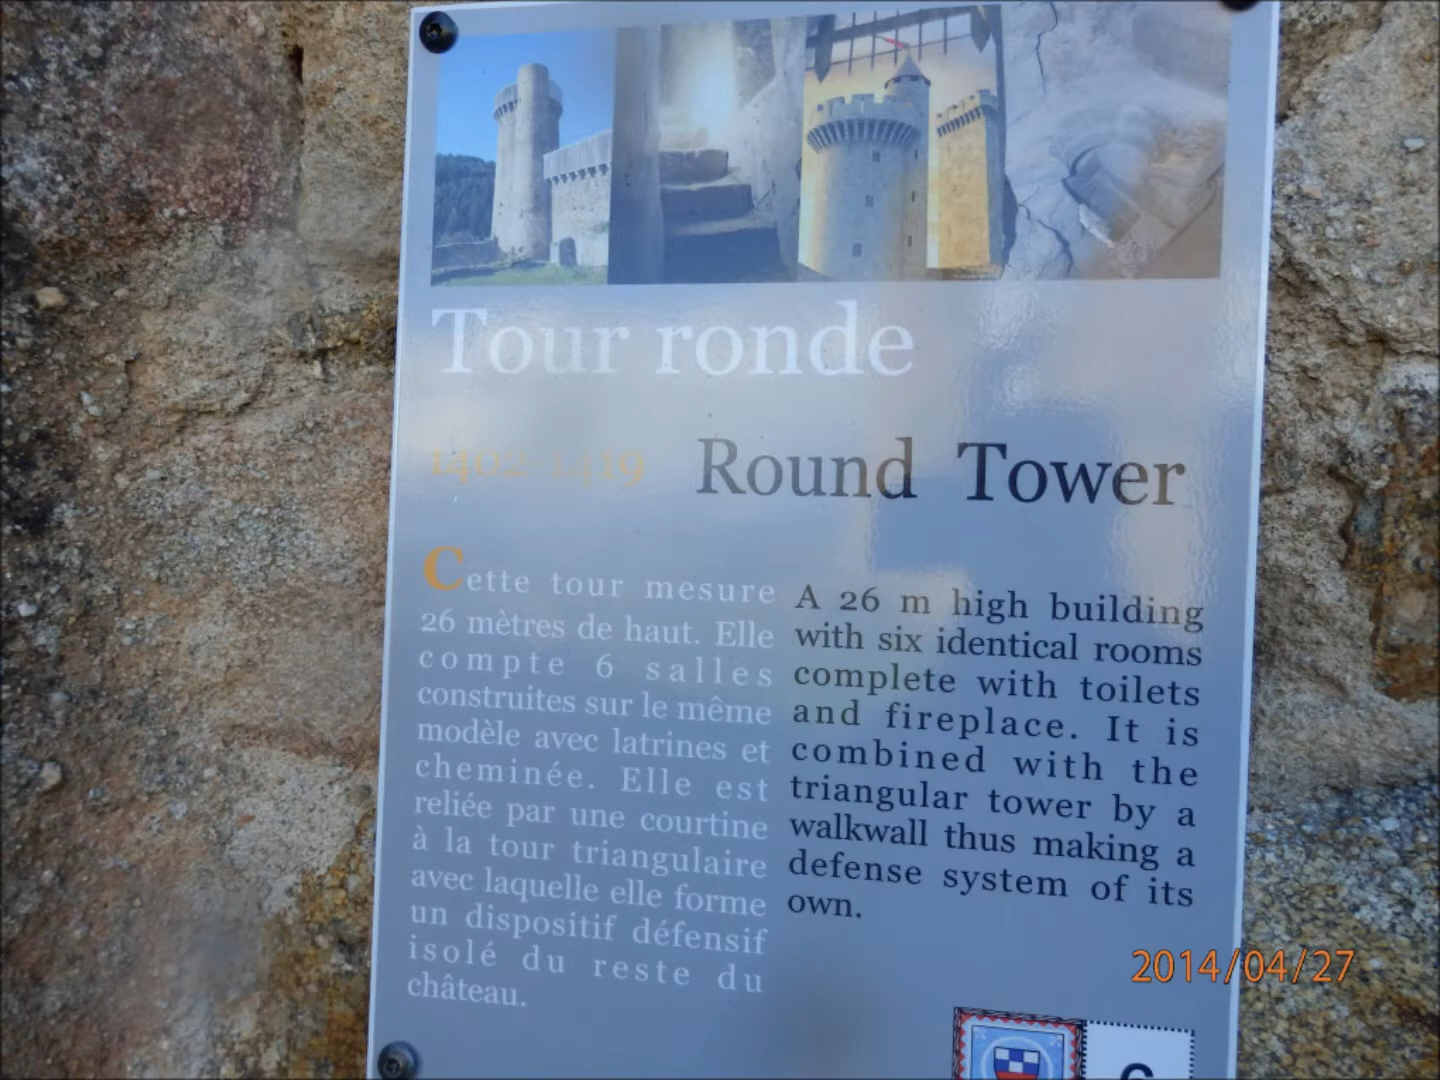 Tour ronde
1402-1419 Round Tower
Cette tour mesure
26 mètres de haut. Elle
compte 6 salles
construites sur le même
modèle avec latrines et
cheminée. Elle est
reliée par une courtine
à la tour triangulaire
avec laquelle elle forme
un dispositif défensif
isolé du reste du
château.
A 26 m high building
with six identical rooms
complete with toilets
and fireplace. It is
combined with the
triangular tower by a
walkwall thus making a
defense system of its
own.
2014/04/27